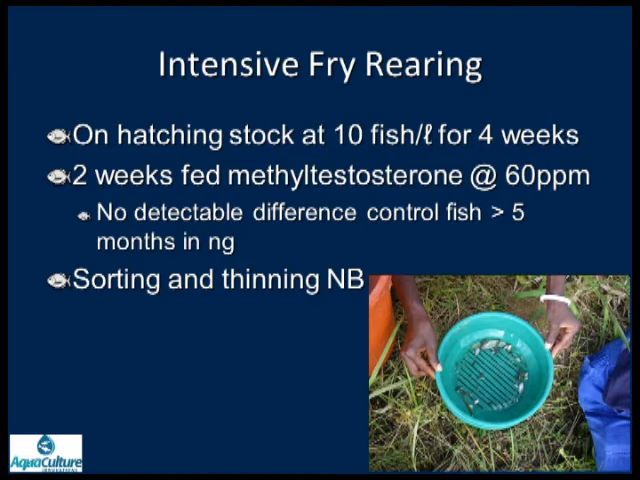 Intensive Fry Rearing
On hatching stock at 10 fish/ℓ for 4 weeks
2 weeks fed methyltestosterone @ 60ppm
No detectable difference control fish > 5
months in ng
Sorting and thinning NB
AquaCulture